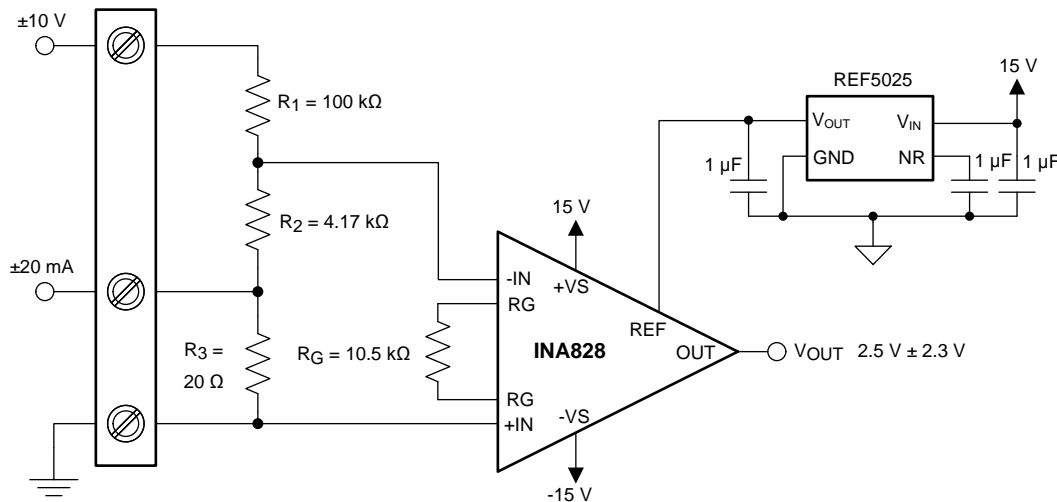 ±10 V
R1 = 100 kΩ
R2 = 4.17 kΩ
±20 mA
R3 =
20 Ω
RG = 10.5 kΩ
-IN
RG
RG
+IN
15 V
+VS
INA828
REF
OUT
-VS
-15 V
VOUT 2.5 V ± 2.3 V
REF5025
15 V
VOUT
VIN
GND
NR
1 µF
1 µF
1 µF